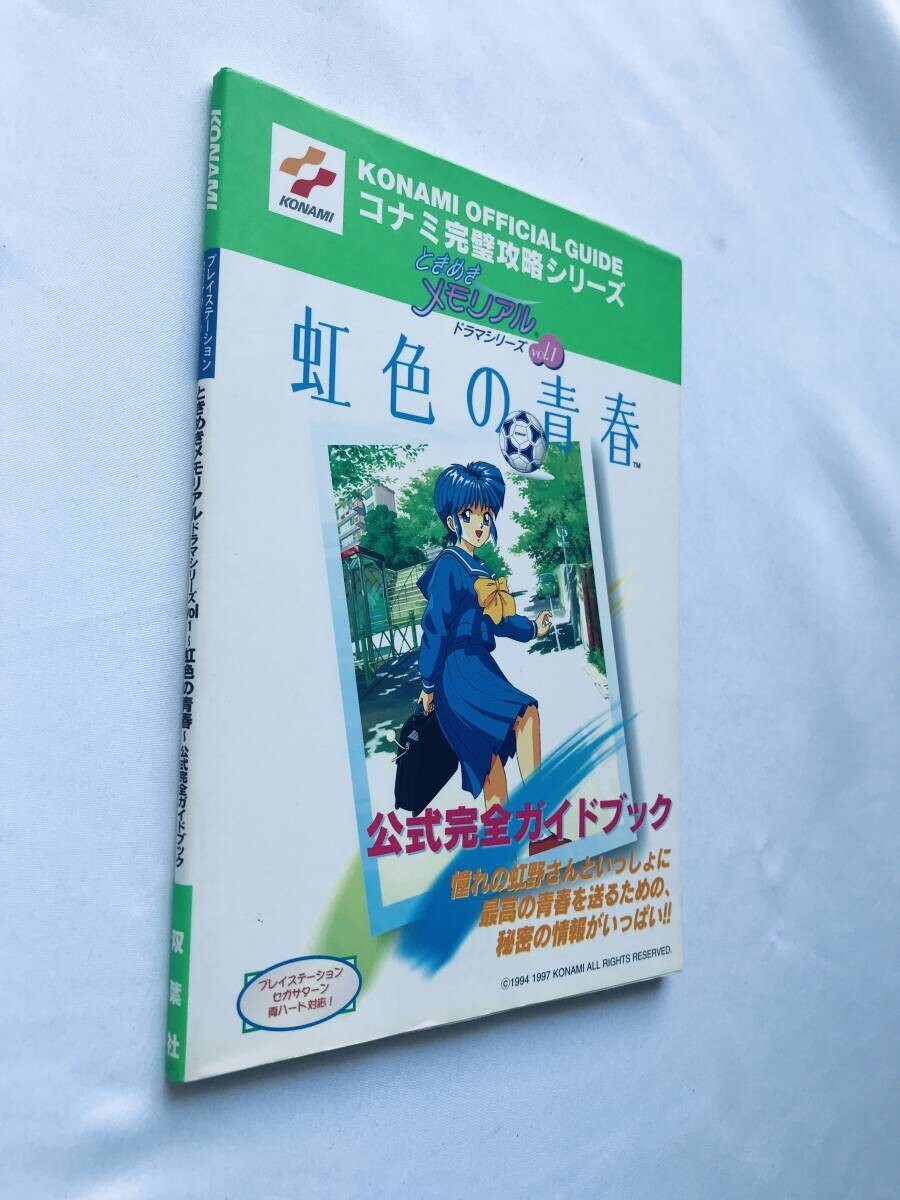 KONAMI
プレイステーション
ときめきメモリアルドラマシリーズvol.1～虹色の青春～公式完全ガイドブック
双葉社
KONAMI
KONAMI OFFICIAL GUIDE
コナミ完璧攻略シリーズ
ときめき
メモリアル®
ドラマシリーズ vol.1
虹色の青春™
公式完全ガイドブック
憧れの虹野さんといっしょに
最高の青春を送るための、
秘密の情報がいっぱい!!
©1994 1997 KONAMI ALL RIGHTS RESERVED.
プレイステーション
セガサターン
両ハード対応！